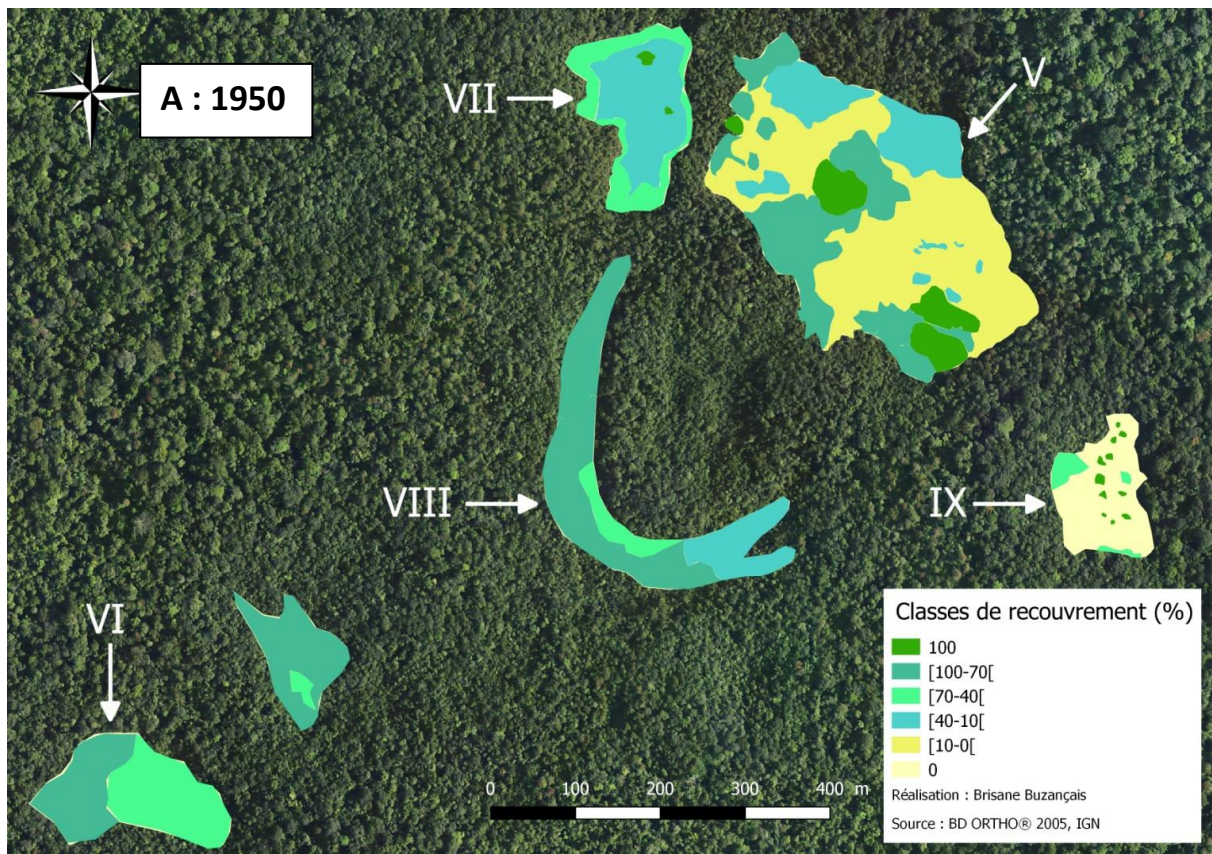 A : 1950
VII
V
VIII
IX
VI
Classes de recouvrement (%)
100
[100-70[
[70-40[
[40-10[
[10-0[
0
Réalisation : Brisane Buzançais
Source : BD ORTHO® 2005, IGN
0 100 200 300 400 m